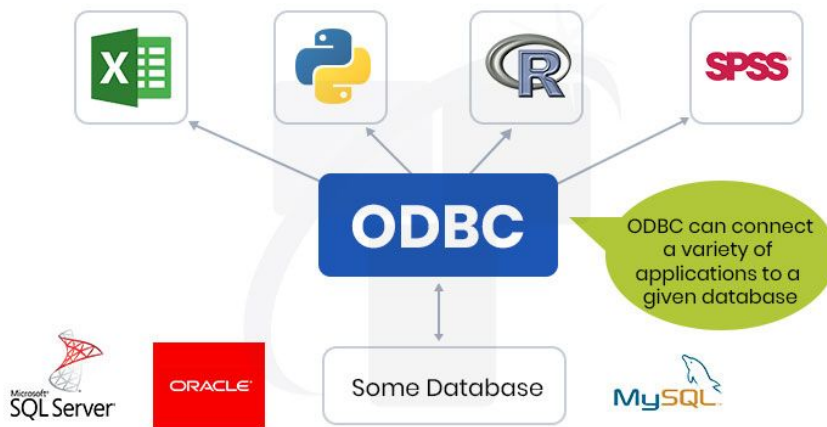 X
R
SPSS
ODBC
ODBC can connect
a variety of
applications to a
given database
Microsoft
SQL Server
ORACLE
Some Database
MySQL